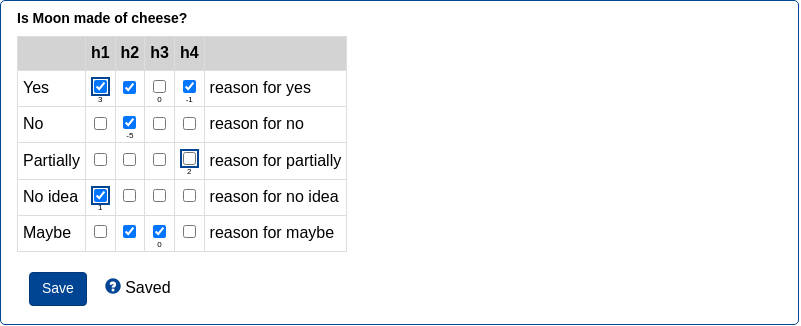 Is Moon made of cheese?
h1 h2 h3 h4
Yes 3 0 -1 reason for yes
No -5 reason for no
Partially 2 reason for partially
No idea 1 reason for no idea
Maybe 0 reason for maybe
Save ? Saved